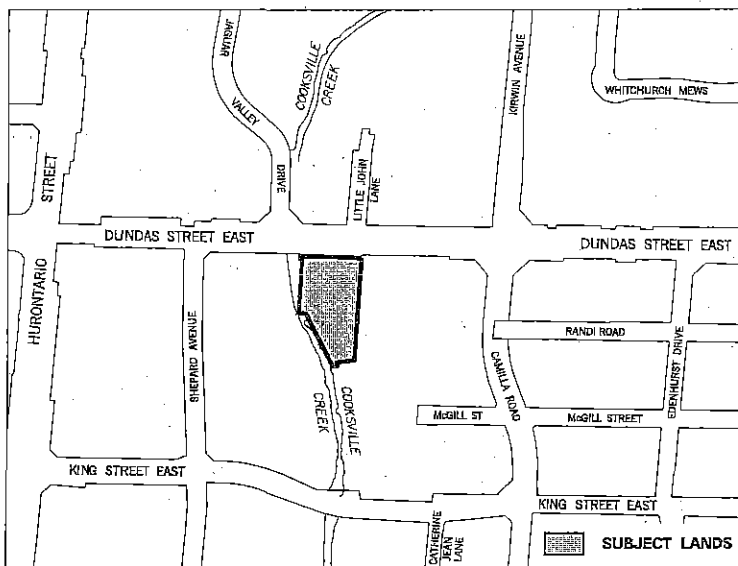 JAGUAR
VALLEY
DRIVE
COOKSVILLE
CREEK
KIRWIN AVENUE
WHITCHURCH MEWS
LITTLE JOHN
LANE
HURONTARIO STREET
DUNDAS STREET EAST
DUNDAS STREET EAST
SHEPARD AVENUE
RANDI ROAD
CAMILLA ROAD
EDENHURST DRIVE
COOKSVILLE
CREEK
McGILL ST
McGILL STREET
KING STREET EAST
KING STREET EAST
CATHERINE
JEAN
LANE
SUBJECT LANDS